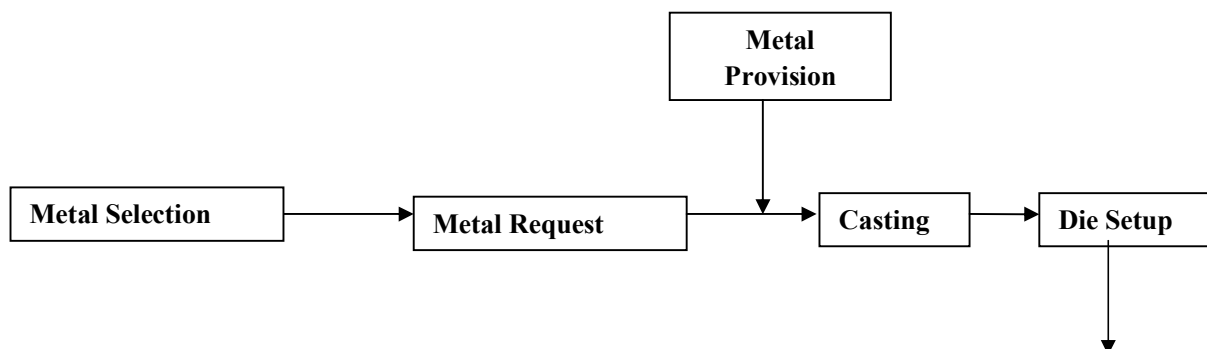 Metal
Provision
Metal Selection
Metal Request
Casting
Die Setup